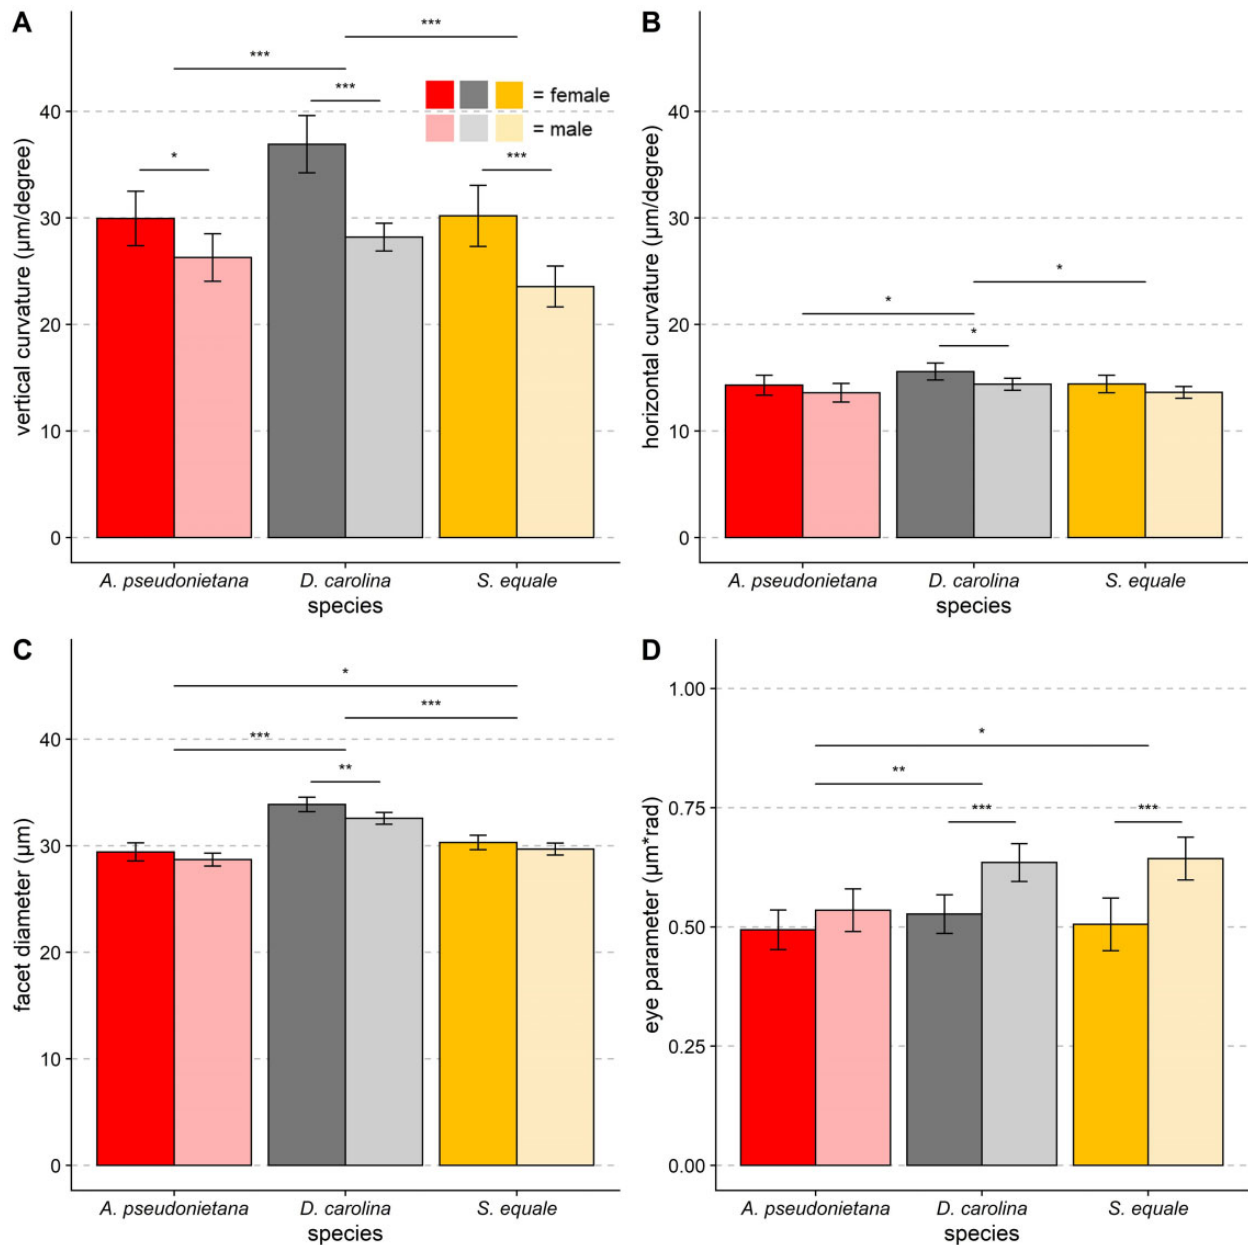 A
***
***
***
= female
= male
*
***
40
30
20
10
0
vertical curvature (µm/degree)
A. pseudonietana
D. carolina
S. equale
species
B
40
30
20
10
0
horizontal curvature (µm/degree)
*
*
*
A. pseudonietana
D. carolina
S. equale
species
C
*
***
***
**
40
30
20
10
0
facet diameter (µm)
A. pseudonietana
D. carolina
S. equale
species
D
1.00
0.75
0.50
0.25
0.00
eye parameter (µm*rad)
*
**
***
***
A. pseudonietana
D. carolina
S. equale
species